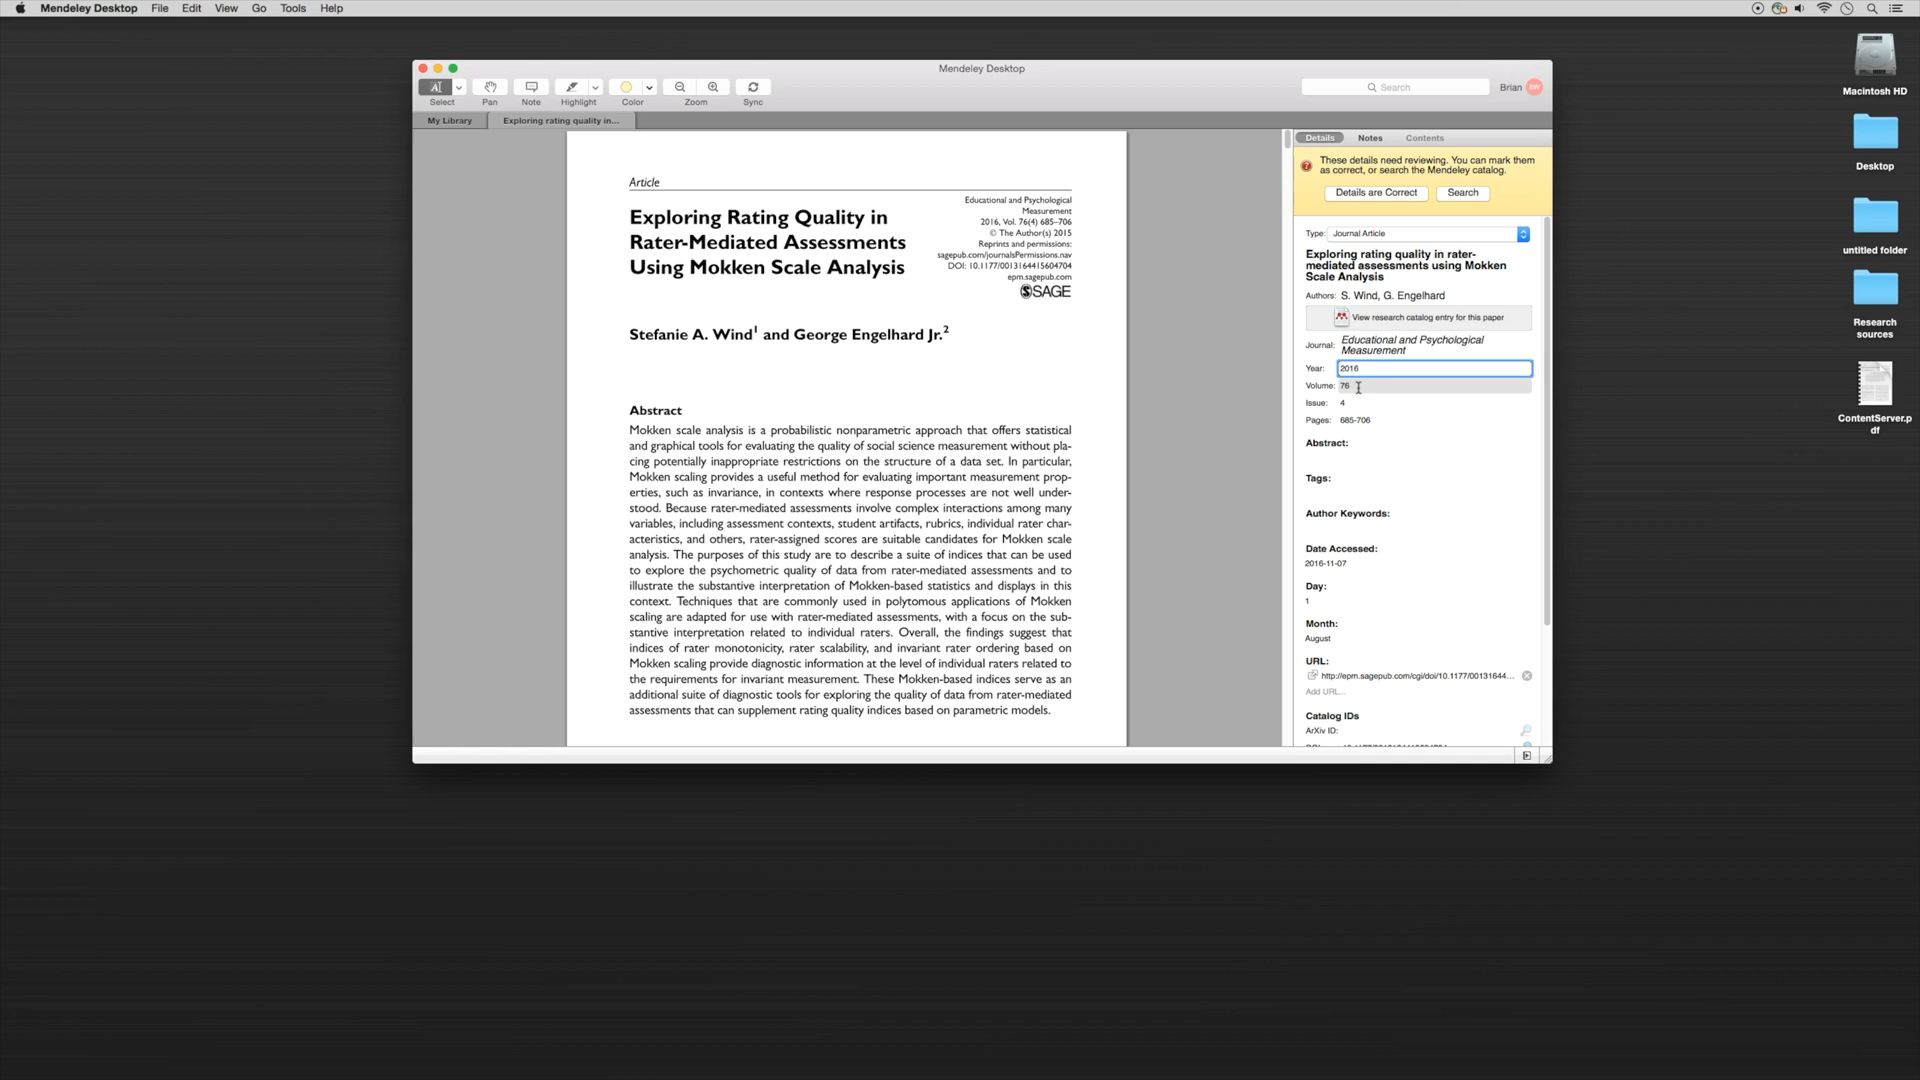 Mendeley Desktop File Edit View Go Tools Help
Mendeley Desktop
Select Pan Note Highlight Color Zoom Sync
Search
Brian BW
My Library Exploring rating quality in...
Article
Exploring Rating Quality in
Rater-Mediated Assessments
Using Mokken Scale Analysis
Educational and Psychological
Measurement
2016, Vol. 76(4) 685–706
© The Author(s) 2015
Reprints and permissions:
sagepub.com/journalsPermissions.nav
DOI: 10.1177/0013164415604704
epm.sagepub.com
SSAGE
Stefanie A. Wind1 and George Engelhard Jr.2
Abstract
Mokken scale analysis is a probabilistic nonparametric approach that offers statistical
and graphical tools for evaluating the quality of social science measurement without pla-
cing potentially inappropriate restrictions on the structure of a data set. In particular,
Mokken scaling provides a useful method for evaluating important measurement prop-
erties, such as invariance, in contexts where response processes are not well under-
stood. Because rater-mediated assessments involve complex interactions among many
variables, including assessment contexts, student artifacts, rubrics, individual rater char-
acteristics, and others, rater-assigned scores are suitable candidates for Mokken scale
analysis. The purposes of this study are to describe a suite of indices that can be used
to explore the psychometric quality of data from rater-mediated assessments and to
illustrate the substantive interpretation of Mokken-based statistics and displays in this
context. Techniques that are commonly used in polytomous applications of Mokken
scaling are adapted for use with rater-mediated assessments, with a focus on the sub-
stantive interpretation related to individual raters. Overall, the findings suggest that
indices of rater monotonicity, rater scalability, and invariant rater ordering based on
Mokken scaling provide diagnostic information at the level of individual raters related to
the requirements for invariant measurement. These Mokken-based indices serve as an
additional suite of diagnostic tools for exploring the quality of data from rater-mediated
assessments that can supplement rating quality indices based on parametric models.
Details Notes Contents
These details need reviewing. You can mark them
as correct, or search the Mendeley catalog.
Details are Correct Search
Type: Journal Article
Exploring rating quality in rater-
mediated assessments using Mokken
Scale Analysis
Authors: S. Wind, G. Engelhard
View research catalog entry for this paper
Journal: Educational and Psychological
Measurement
Year: 2016
Volume: 76
Issue: 4
Pages: 685-706
Abstract:
Tags:
Author Keywords:
Date Accessed:
2016-11-07
Day:
1
Month:
August
URL:
http://epm.sagepub.com/cgi/doi/10.1177/00131644...
Add URL...
Catalog IDs
ArXiv ID:
Macintosh HD
Desktop
untitled folder
Research
sources
ContentServer.p
df